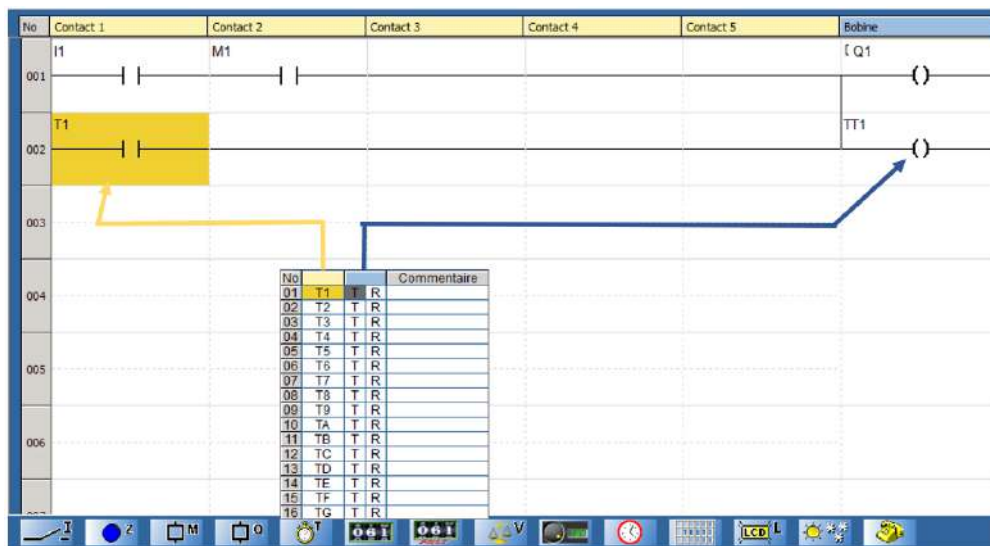 No Contact 1 Contact 2 Contact 3 Contact 4 Contact 5 Bobine
I1 M1 [ Q1
001
T1 TT1
002
003
004
005
006
No Commentaire
01 T1 T R
02 T2 T R
03 T3 T R
04 T4 T R
05 T5 T R
06 T6 T R
07 T7 T R
08 T8 T R
09 T9 T R
10 TA T R
11 TB T R
12 TC T R
13 TD T R
14 TE T R
15 TF T R
16 TG T R
I Z M Q T 061 061 V LCD L